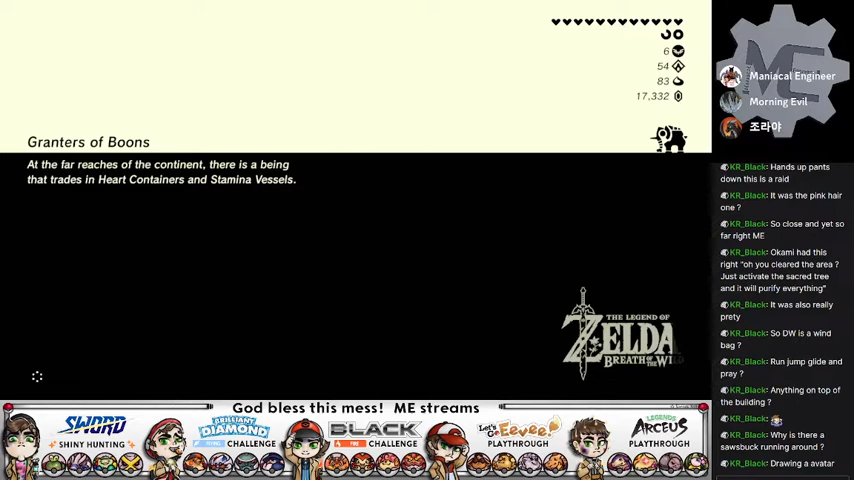 6
54
83
17,332
Granters of Boons
At the far reaches of the continent, there is a being
that trades in Heart Containers and Stamina Vessels.
THE LEGEND OF
ZELDA
BREATH OF THE WILD
ME
Maniacal Engineer
Morning Evil
조라야
KR_Black: Hands up pants
down this is a raid
KR_Black: It was the pink hair
one ?
KR_Black: So close and yet so
far right ME
KR_Black: Okami had this
right "oh you cleared the area ?
Just activate the sacred tree
and it will purify everything"
KR_Black: It was also really
prety
KR_Black: So DW is a wind
bag ?
KR_Black: Run jump glide and
pray ?
KR_Black: Anything on top of
the building ?
KR_Black:
KR_Black: Why is there a
sawsbuck running around ?
KR_Black: Drawing a avatar
God bless this mess! ME streams
SWORD
SHINY HUNTING
BRILLIANT
DIAMOND
CHALLENGE
BLACK
FIRE CHALLENGE
Let's Go Eevee!
PLAYTHROUGH
LEGENDS
ARCEUS
PLAYTHROUGH